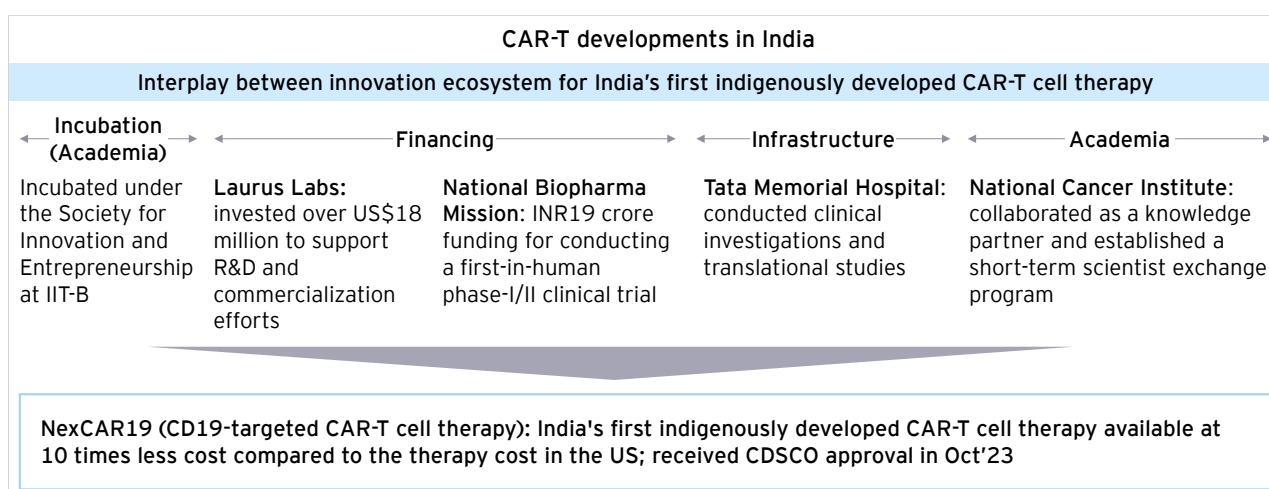 CAR-T developments in India
Interplay between innovation ecosystem for India's first indigenously developed CAR-T cell therapy
Incubation
(Academia)
Financing
Infrastructure
Academia
Incubated under
the Society for
Innovation and
Entrepreneurship
at IIT-B
Laurus Labs:
invested over US$18
million to support
R&D and
commercialization
efforts
National Biopharma
Mission: INR19 crore
funding for conducting
a first-in-human
phase-I/II clinical trial
Tata Memorial Hospital:
conducted clinical
investigations and
translational studies
National Cancer Institute:
collaborated as a knowledge
partner and established a
short-term scientist exchange
program
NexCAR19 (CD19-targeted CAR-T cell therapy): India's first indigenously developed CAR-T cell therapy available at
10 times less cost compared to the therapy cost in the US; received CDSCO approval in Oct'23